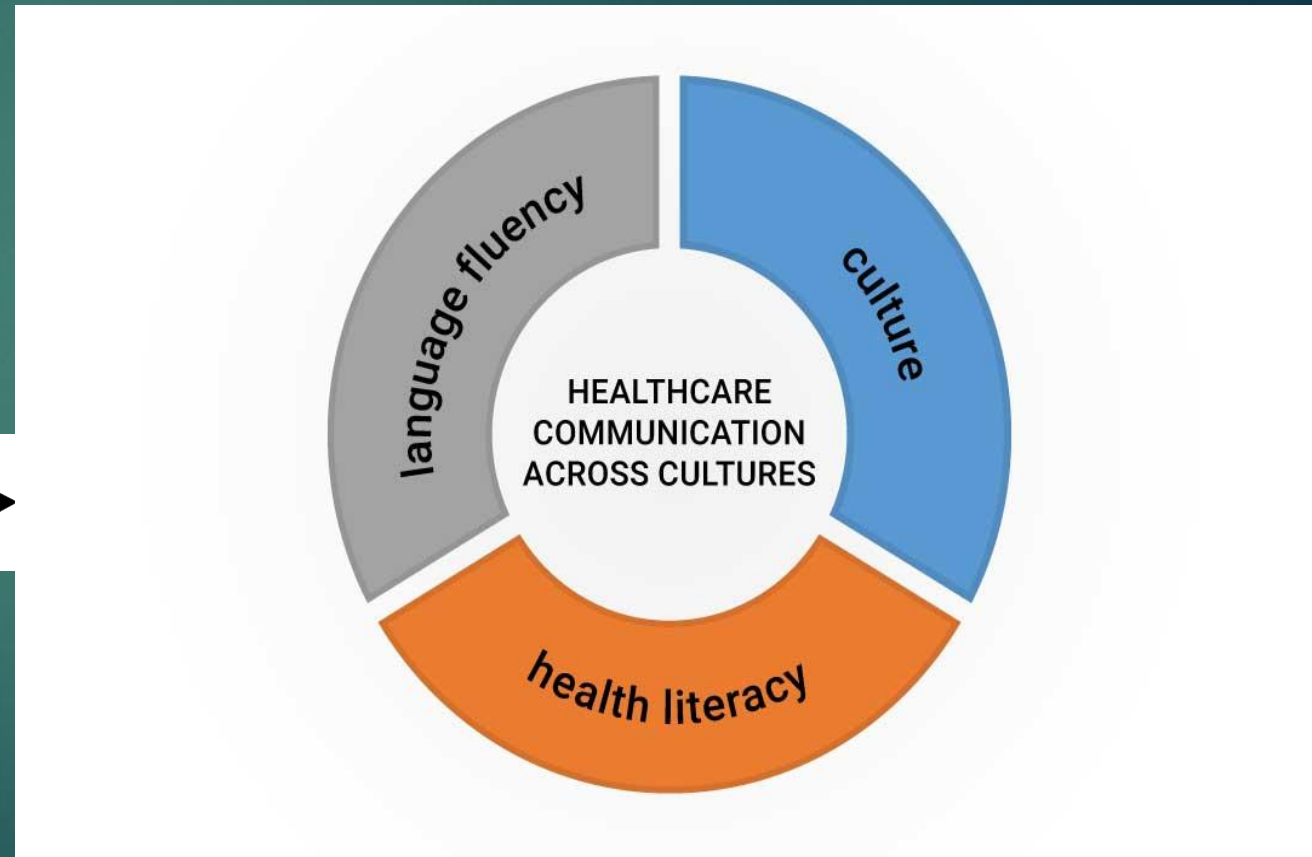 language fluency
culture
HEALTHCARE
COMMUNICATION
ACROSS CULTURES
health literacy